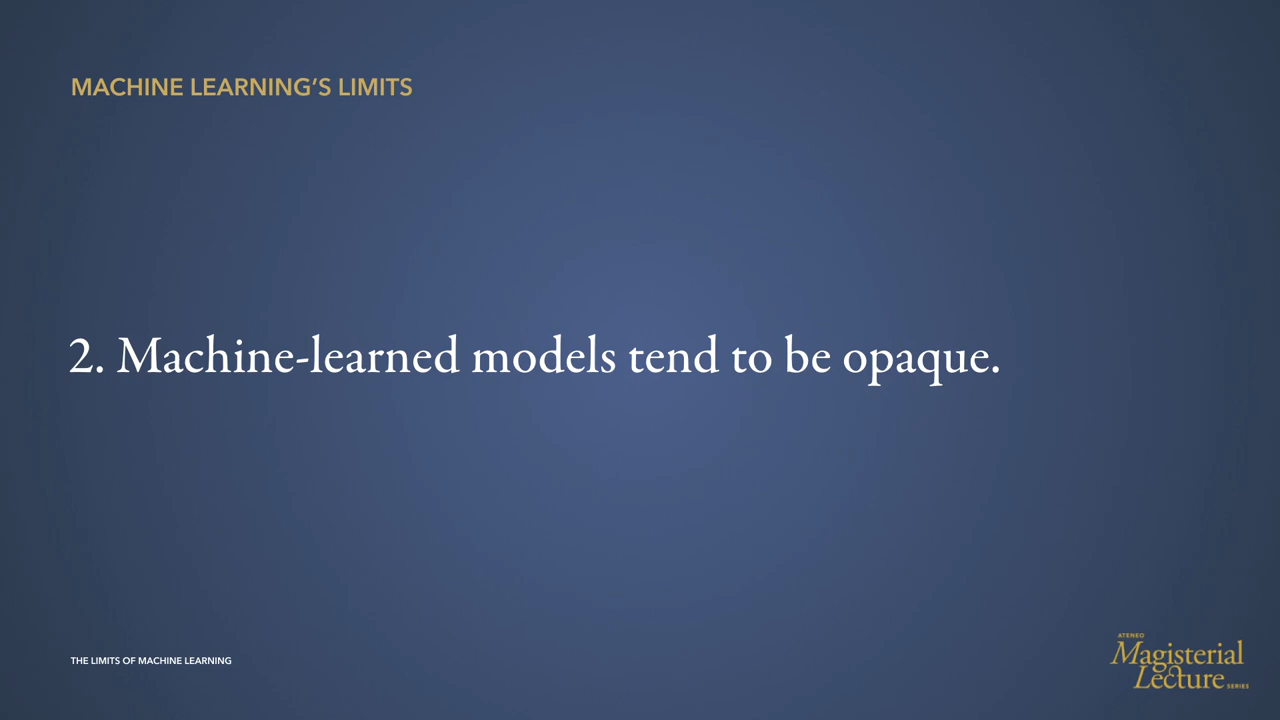 MACHINE LEARNING’S LIMITS
2. Machine-learned models tend to be opaque.
THE LIMITS OF MACHINE LEARNING
ATENEO
Magisterial
Lecture SERIES